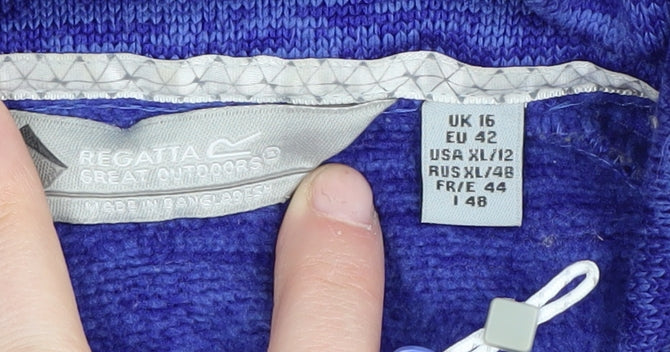 REGATTA R
GREAT OUTDOORS
MADE IN BANGLADESH
UK 16
EU 42
USA XL/12
RUS XL/48
FR/E 44
I 48